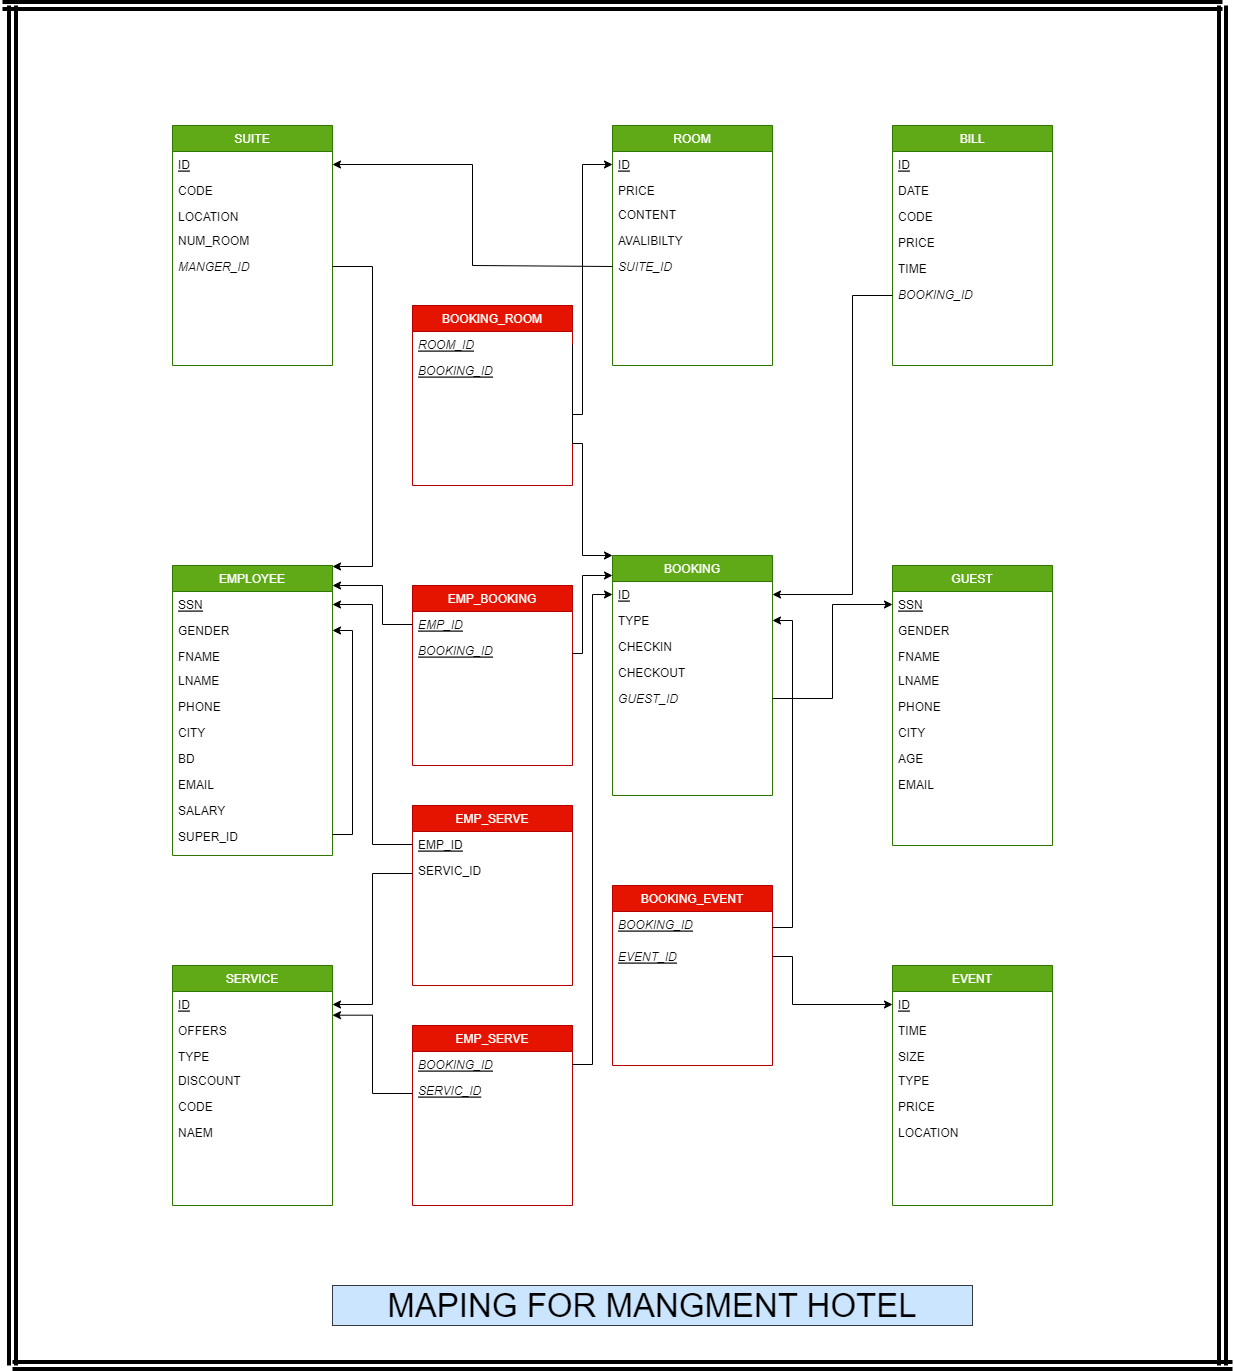 SUITE
ID
CODE
LOCATION
NUM_ROOM
MANGER_ID
ROOM
ID
PRICE
CONTENT
AVALIBILTY
SUITE_ID
BILL
ID
DATE
CODE
PRICE
TIME
BOOKING_ID
BOOKING_ROOM
ROOM_ID
BOOKING_ID
EMPLOYEE
SSN
GENDER
FNAME
LNAME
PHONE
CITY
BD
EMAIL
SALARY
SUPER_ID
EMP_BOOKING
EMP_ID
BOOKING_ID
BOOKING
ID
TYPE
CHECKIN
CHECKOUT
GUEST_ID
GUEST
SSN
GENDER
FNAME
LNAME
PHONE
CITY
AGE
EMAIL
EMP_SERVE
EMP_ID
SERVIC_ID
BOOKING_EVENT
BOOKING_ID
EVENT_ID
SERVICE
ID
OFFERS
TYPE
DISCOUNT
CODE
NAEM
EMP_SERVE
BOOKING_ID
SERVIC_ID
EVENT
ID
TIME
SIZE
TYPE
PRICE
LOCATION
MAPING FOR MANGMENT HOTEL